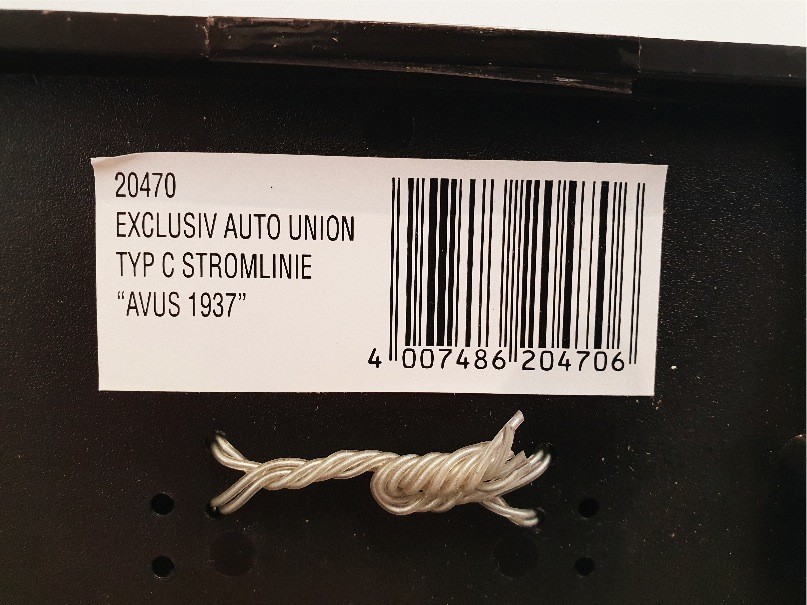 20470
EXCLUSIV AUTO UNION
TYP C STROMLINIE
“AVUS 1937”
4 007486 204706